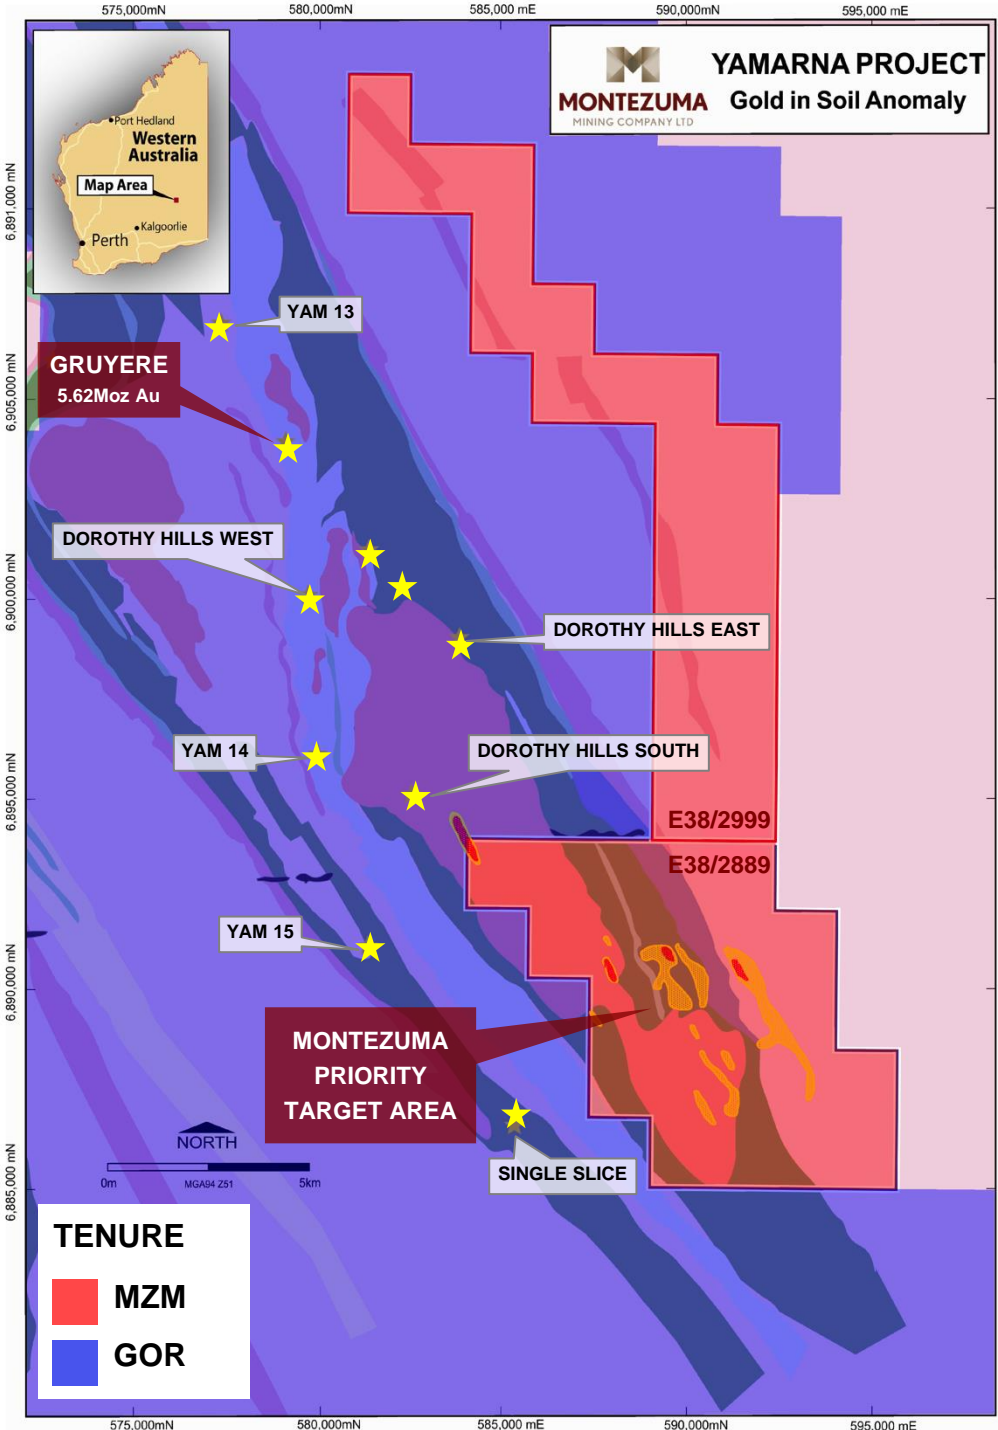 575,000mN
580,000mN
585,000 mE
590,000mN
595,000 mE
MONTEZUMA
MINING COMPANY LTD
YAMARNA PROJECT
Gold in Soil Anomaly
Port Hedland
Western
Australia
Map Area
Kalgoorlie
Perth
6,891,000 mN
YAM 13
GRUYERE
5.62Moz Au
6,905,000 mN
DOROTHY HILLS WEST
6,900,000 mN
DOROTHY HILLS EAST
YAM 14
DOROTHY HILLS SOUTH
6,895,000 mN
E38/2999
E38/2889
YAM 15
6,890,000 mN
MONTEZUMA
PRIORITY
TARGET AREA
NORTH
0m
MGA94 Z51
5km
SINGLE SLICE
6,885,000 mN
TENURE
MZM
GOR
575,000mN
580,000mN
585,000 mE
590,000mN
595,000 mE